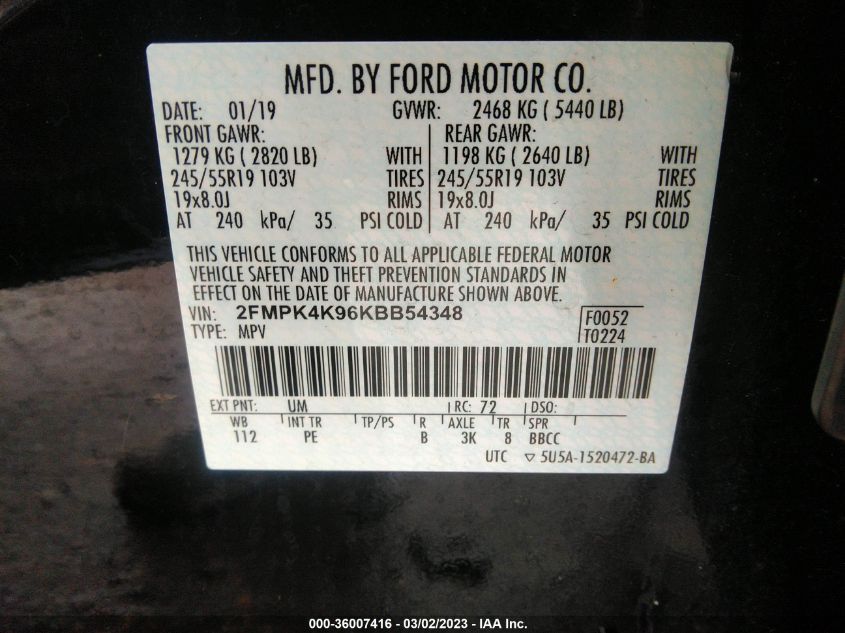 MFD. BY FORD MOTOR CO.
DATE: 01/19 GVWR: 2468 KG ( 5440 LB)
FRONT GAWR: REAR GAWR:
1279 KG ( 2820 LB) WITH 1198 KG ( 2640 LB) WITH
245/55R19 103V TIRES 245/55R19 103V TIRES
19x8.0J RIMS 19x8.0J RIMS
AT 240 kPa/ 35 PSI COLD AT 240 kPa/ 35 PSI COLD
THIS VEHICLE CONFORMS TO ALL APPLICABLE FEDERAL MOTOR
VEHICLE SAFETY AND THEFT PREVENTION STANDARDS IN
EFFECT ON THE DATE OF MANUFACTURE SHOWN ABOVE.
VIN: 2FMPK4K96KBB54348 F0052
TYPE: MPV T0224
EXT PNT: UM RC: 72 DSO:
WB INT TR TP/PS R AXLE TR SPR
112 PE B 3K 8 BBCC
UTC ▽ 5U5A-1520472-BA
000-36007416 - 03/02/2023 - IAA Inc.